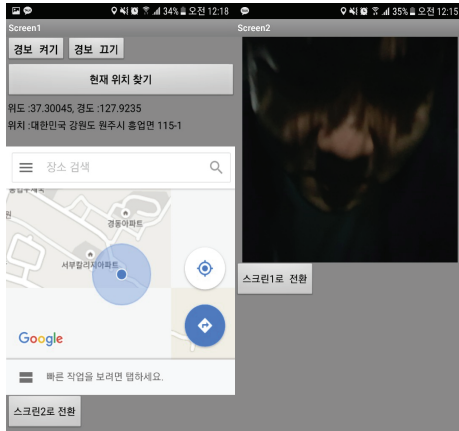 34% 오전 12:18
Screen1
경보 켜기 경보 끄기
현재 위치 찾기
위도 :37.30045, 경도 :127.9235
위치 :대한민국 강원도 원주시 흥업면 115-1
장소 검색
경동아파트
서부칼리지아파트
Google
빠른 작업을 보려면 탭하세요.
스크린2로 전환
35% 오전 12:15
Screen2
스크린1로 전환